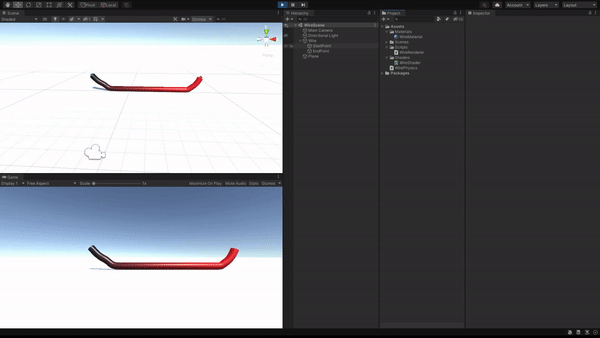 Pivot
Local
Account
Layers
Layout
Scene
Shaded
2D
Gizmos
Persp
Game
Display 1
Free Aspect
Scale
1x
Maximize On Play
Mute Audio
Stats
Gizmos
Hierarchy
WireScene
Main Camera
Directional Light
Wire
StartPoint
EndPoint
Plane
Project
Assets
Materials
WireMaterial
Scenes
Scripts
WireRenderer
Shaders
WireShader
WirePhysics
Packages
Inspector